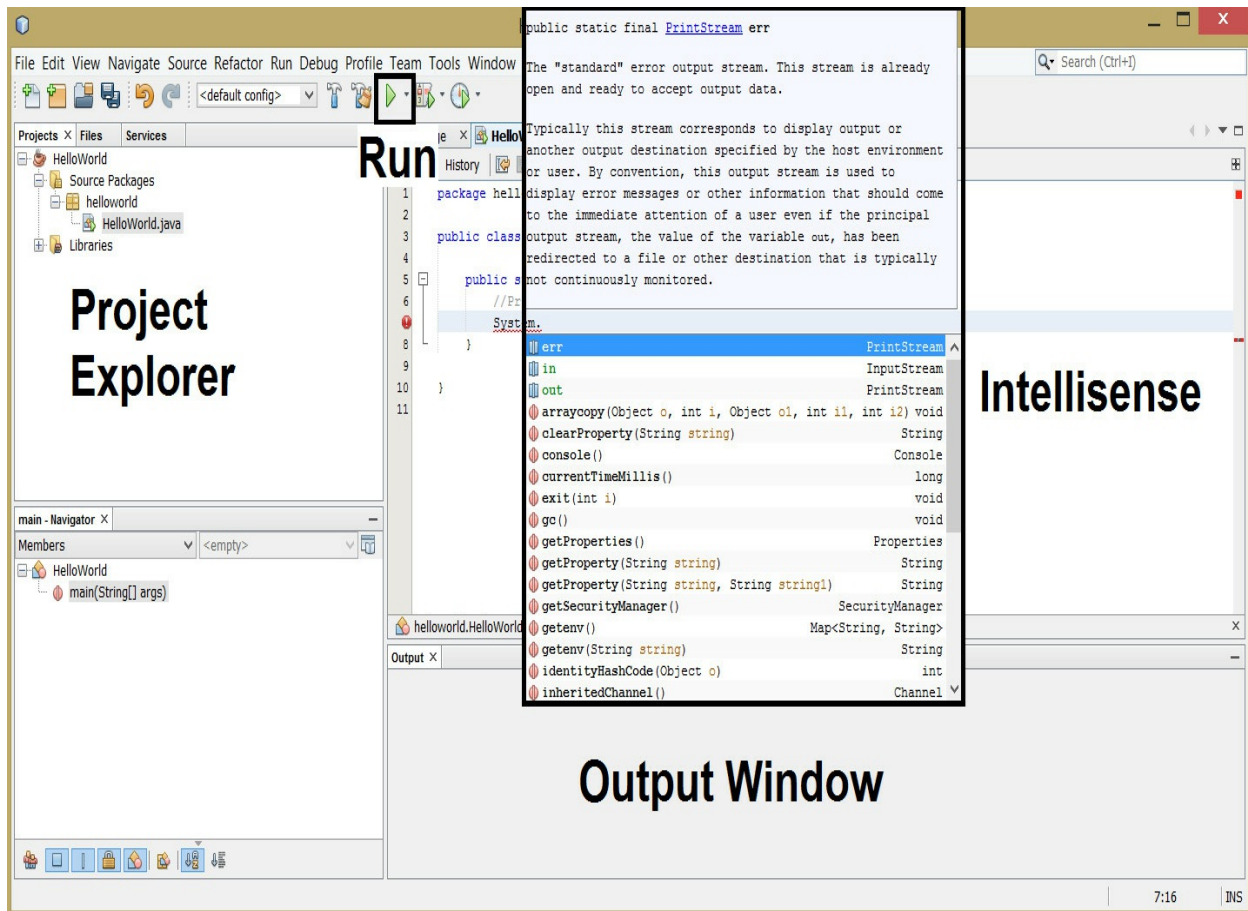 File Edit View Navigate Source Refactor Run Debug Profile Team Tools Window
Search (Ctrl+I)
<default config>
Run
Projects X Files Services
HelloWorld
Source Packages
helloworld
HelloWorld.java
Libraries
Project
Explorer
main - Navigator X
Members <empty>
HelloWorld
main(String[] args)
History
1 package
2
3 public class
4
5 public
6
System.
8 }
9
10 }
11
public static final PrintStream err
The "standard" error output stream. This stream is already
open and ready to accept output data.
Typically this stream corresponds to display output or
another output destination specified by the host environment
or user. By convention, this output stream is used to
display error messages or other information that should come
to the immediate attention of a user even if the principal
output stream, the value of the variable out, has been
redirected to a file or other destination that is typically
not continuously monitored.
err PrintStream
in InputStream
out PrintStream
arraycopy(Object o, int i, Object o1, int i1, int i2) void
clearProperty(String string) String
console() Console
currentTimeMillis() long
exit(int i) void
gc() void
getProperties() Properties
getProperty(String string) String
getProperty(String string, String string1) String
getSecurityManager() SecurityManager
getenv() Map<String, String>
getenv(String string) String
identityHashCode(Object o) int
inheritedChannel() Channel
Intellisense
helloworld.HelloWorld
Output X
Output Window
7:16 INS